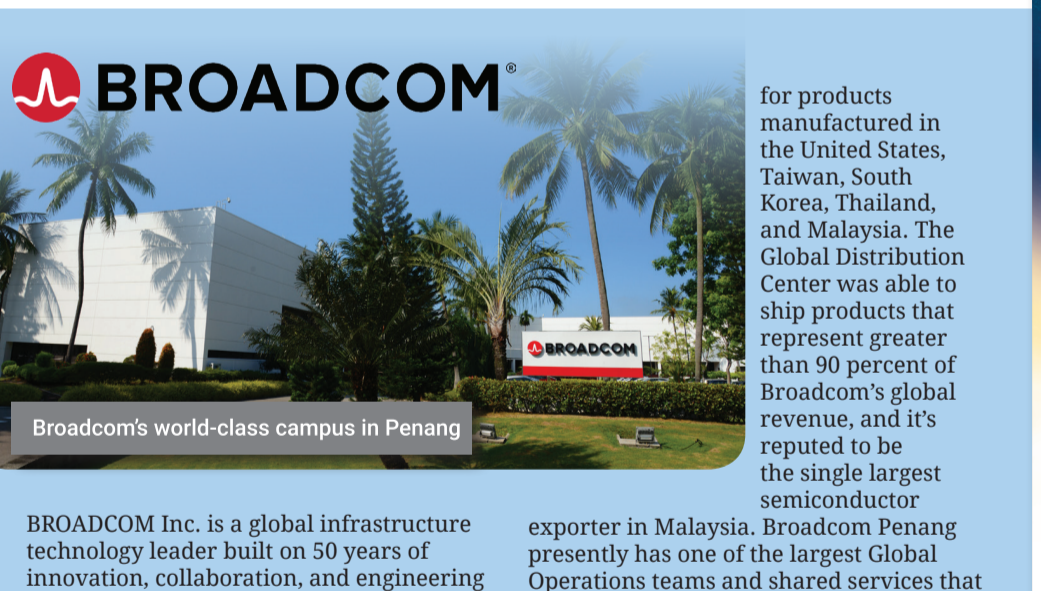 BROADCOM®
BROADCOM
Broadcom's world-class campus in Penang
BROADCOM Inc. is a global infrastructure
technology leader built on 50 years of
innovation, collaboration, and engineering
for products
manufactured in
the United States,
Taiwan, South
Korea, Thailand,
and Malaysia. The
Global Distribution
Center was able to
ship products that
represent greater
than 90 percent of
Broadcom’s global
revenue, and it’s
reputed to be
the single largest
semiconductor
exporter in Malaysia. Broadcom Penang
presently has one of the largest Global
Operations teams and shared services that